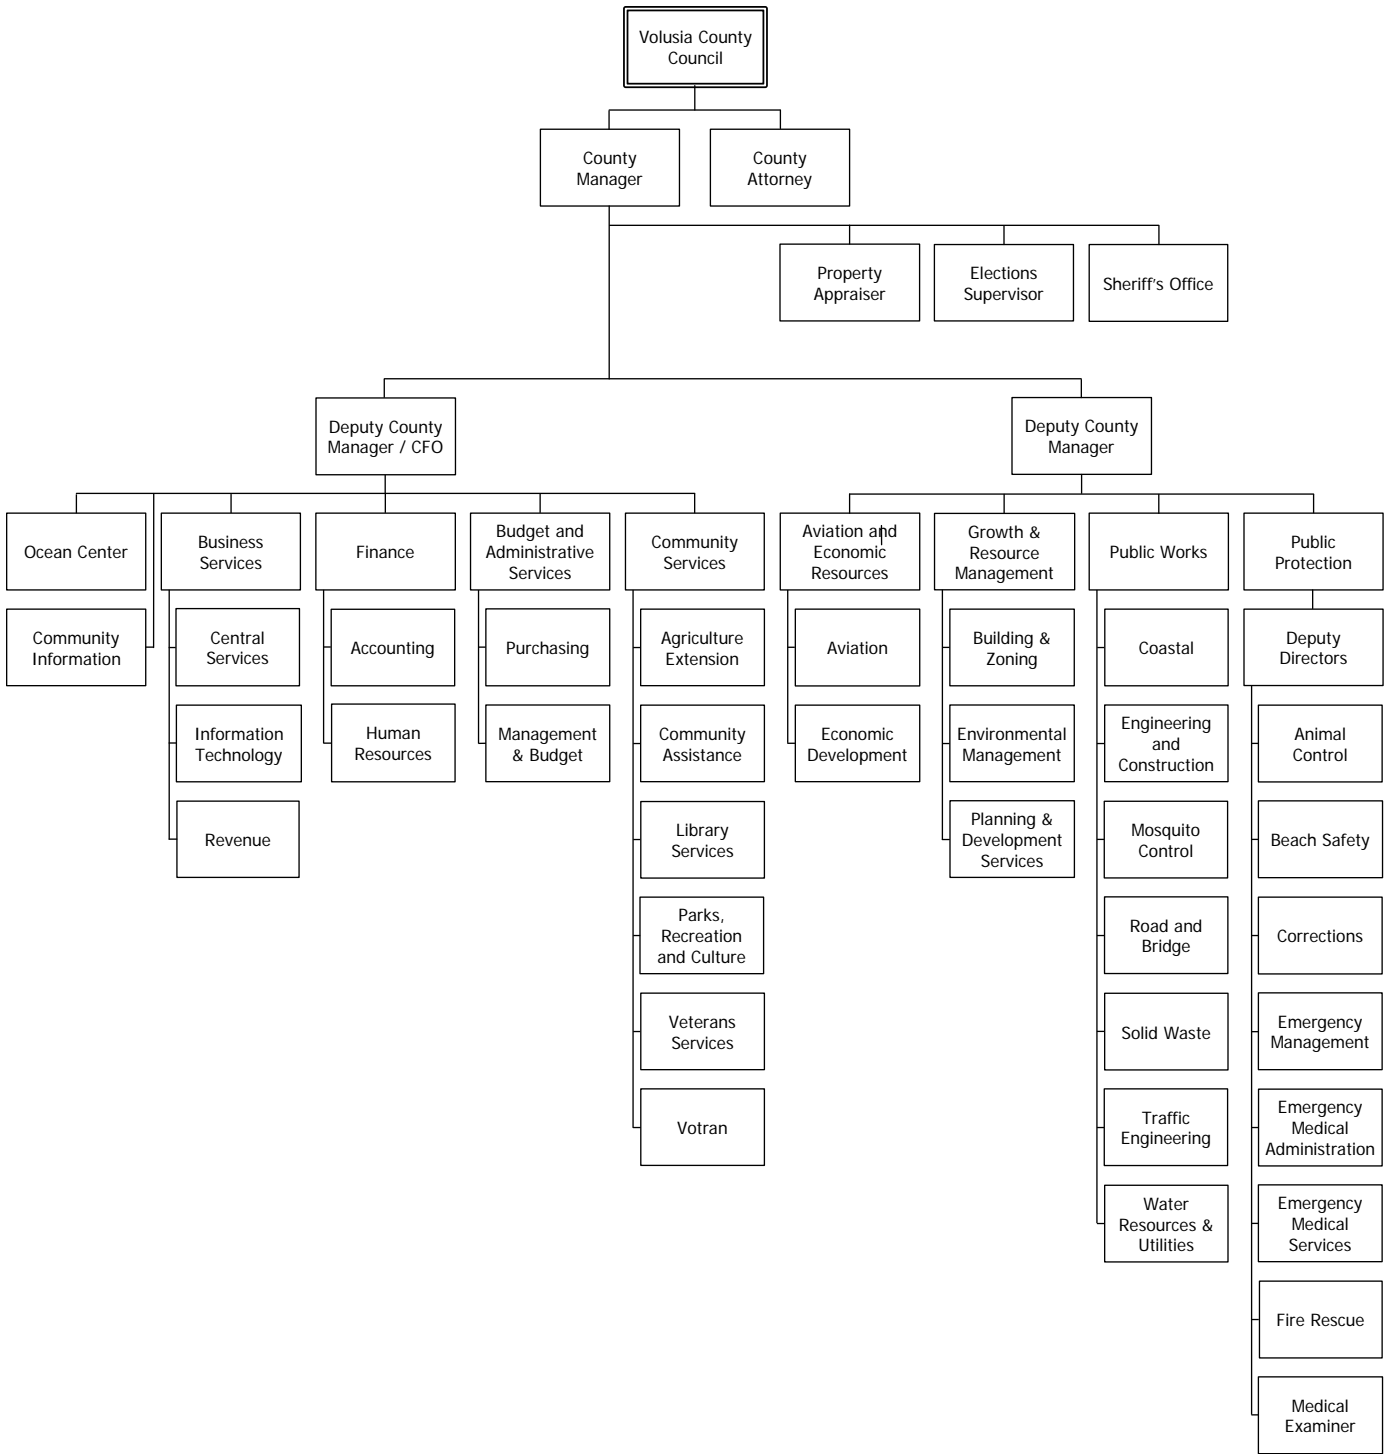 Volusia County
Council
County
Manager
County
Attorney
Property
Appraiser
Elections
Supervisor
Sheriff's Office
Deputy County
Manager / CFO
Deputy County
Manager
Ocean Center
Business
Services
Finance
Budget and
Administrative
Services
Community
Services
Aviation and
Economic
Resources
Growth &
Resource
Management
Public Works
Public
Protection
Community
Information
Central
Services
Accounting
Purchasing
Agriculture
Extension
Aviation
Building &
Zoning
Coastal
Deputy
Directors
Information
Technology
Human
Resources
Management
& Budget
Community
Assistance
Economic
Development
Environmental
Management
Engineering
and
Construction
Animal
Control
Revenue
Library
Services
Planning &
Development
Services
Mosquito
Control
Beach Safety
Parks,
Recreation
and Culture
Road and
Bridge
Corrections
Veterans
Services
Solid Waste
Emergency
Management
Votran
Traffic
Engineering
Emergency
Medical
Administration
Water
Resources &
Utilities
Emergency
Medical
Services
Fire Rescue
Medical
Examiner